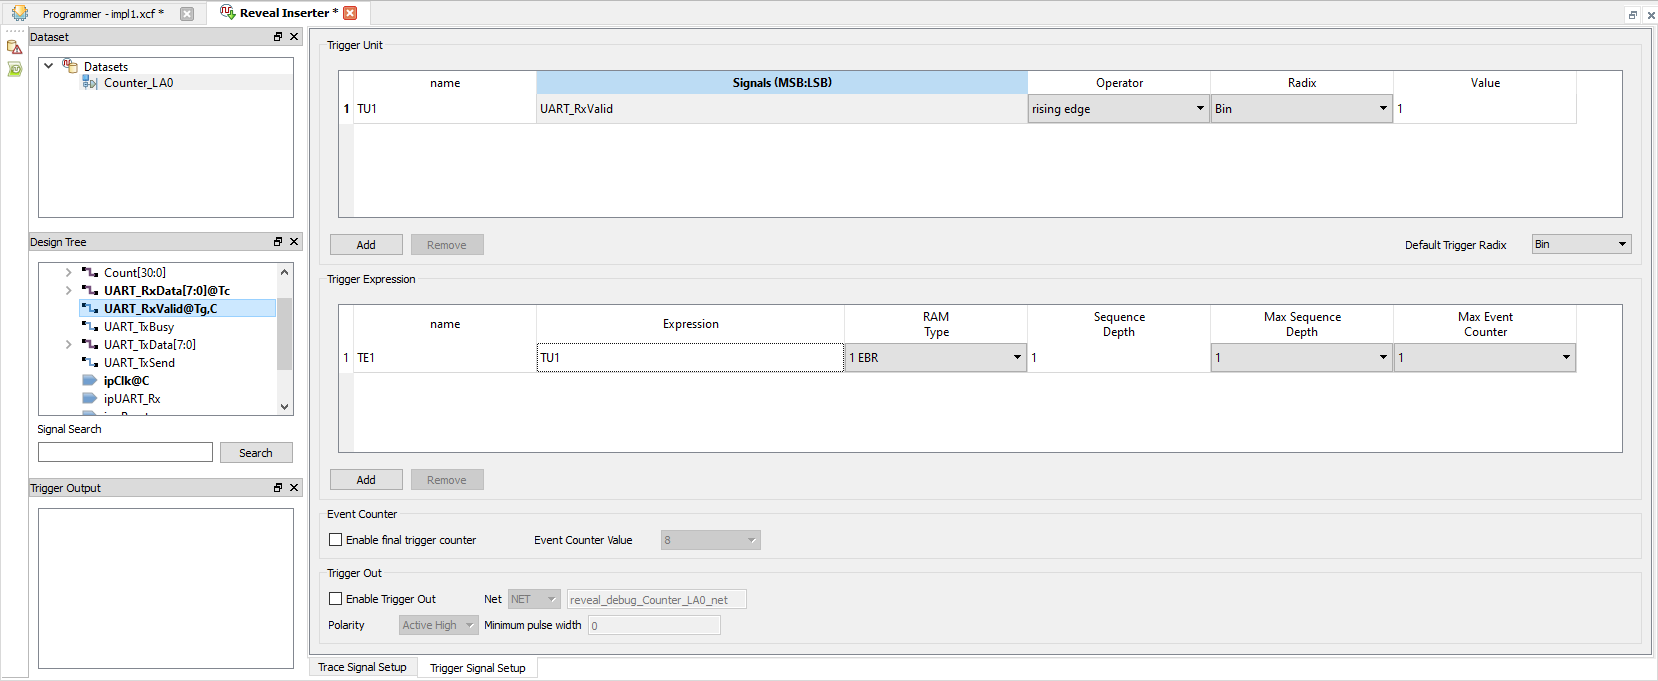 Programmer - impl1.xcf *
Reveal Inserter *
Dataset
Datasets
Counter_LA0
Design Tree
Count[30:0]
UART_RxData[7:0]@Tc
UART_RxValid@Tg,C
UART_TxBusy
UART_TxData[7:0]
UART_TxSend
ipClk@C
ipUART_Rx
Signal Search
Search
Trigger Output
Trigger Unit
name Signals (MSB:LSB) Operator Radix Value
1 TU1 UART_RxValid rising edge Bin 1
Add Remove Default Trigger Radix Bin
Trigger Expression
name Expression RAM Type Sequence Depth Max Sequence Depth Max Event Counter
1 TE1 TU1 1 EBR 1 1 1
Add Remove
Event Counter
Enable final trigger counter Event Counter Value 8
Trigger Out
Enable Trigger Out Net NET reveal_debug_Counter_LA0_net
Polarity Active High Minimum pulse width 0
Trace Signal Setup Trigger Signal Setup